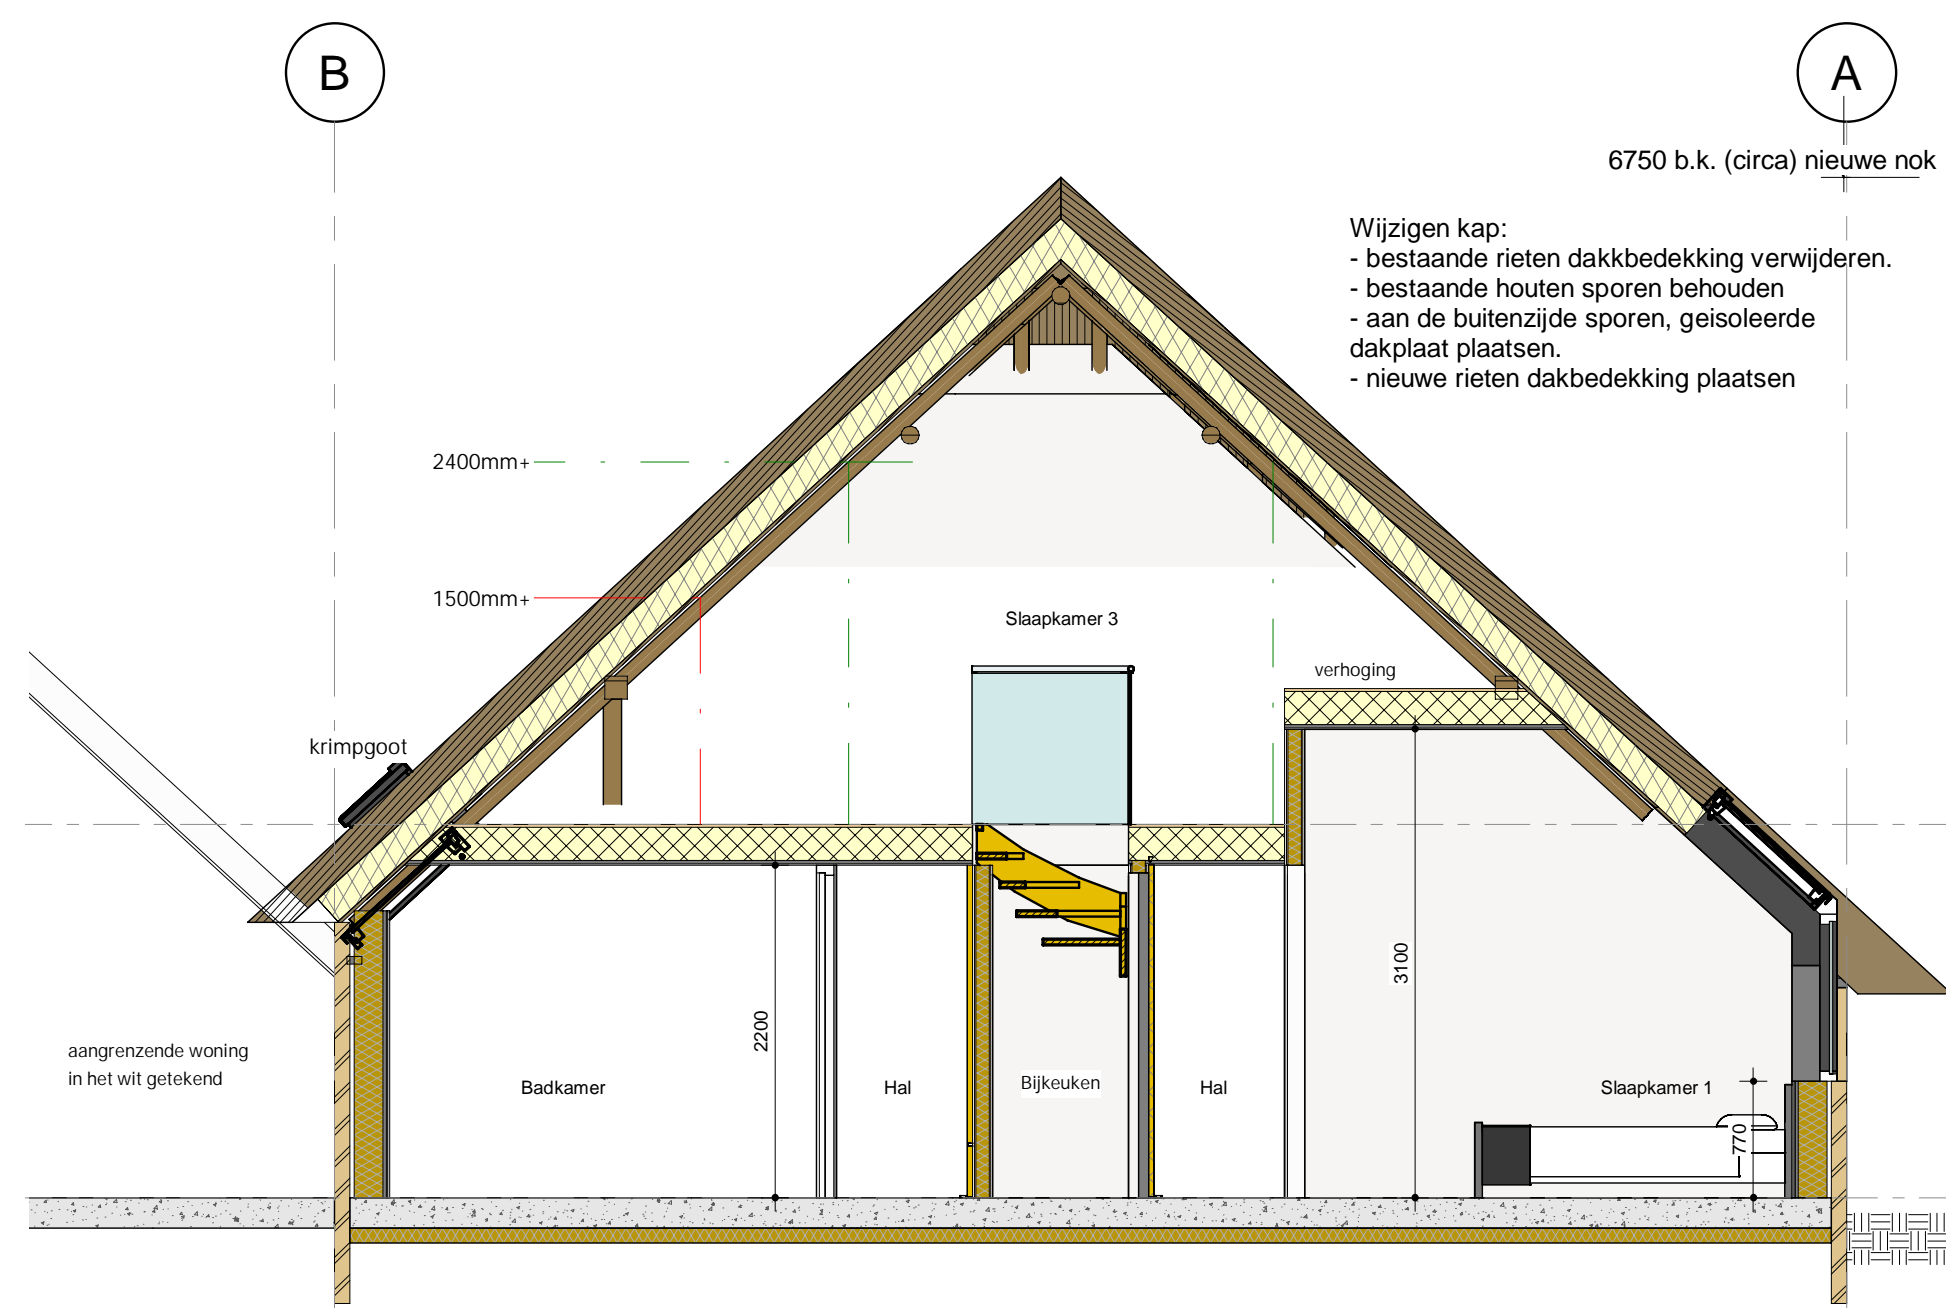 B
A
6750 b.k. (circa) nieuwe nok
Wijzigen kap:
- bestaande rieten dakkbedekking verwijderen.
- bestaande houten sporen behouden
- aan de buitenzijde sporen, geisoleerde
dakplaat plaatsen.
- nieuwe rieten dakbedekking plaatsen
2400mm+
1500mm+
Slaapkamer 3
verhoging
krimpgoot
3100
2200
aangrenzende woning
in het wit getekend
Badkamer
Hal
Bijkeuken
Hal
Slaapkamer 1
770